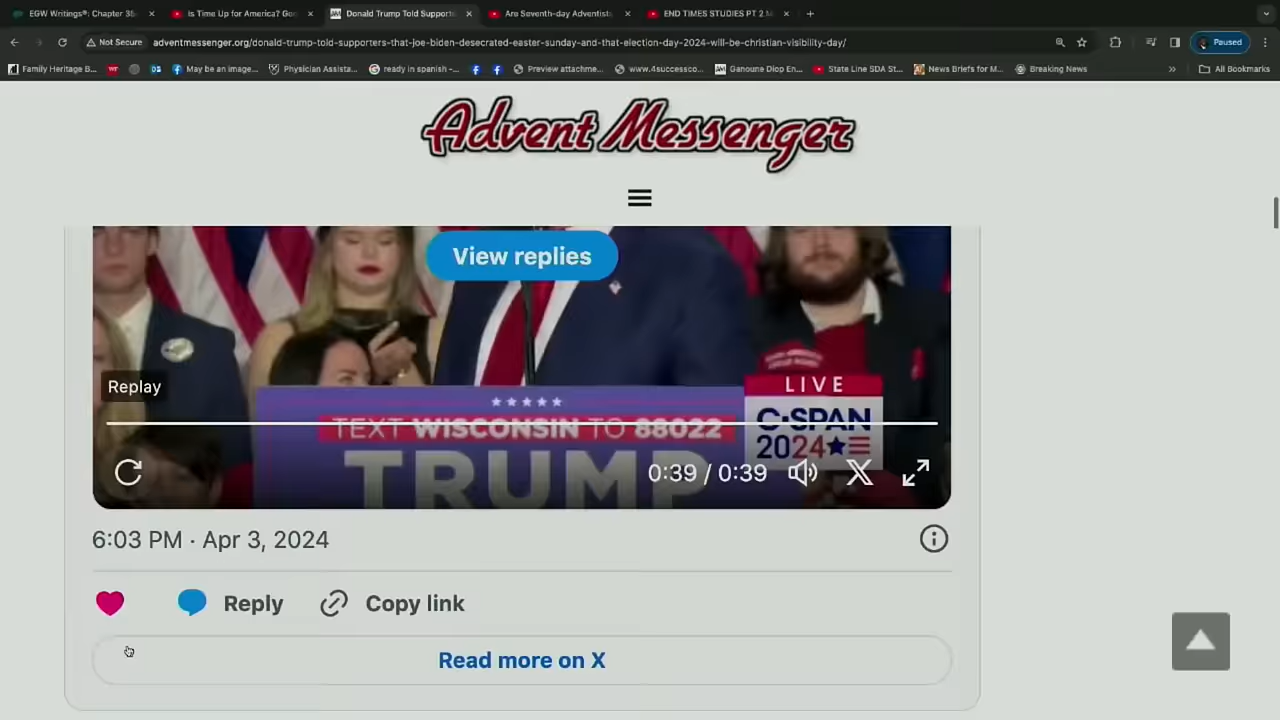 EGW Writings®: Chapter 35—
Is Time Up for America? Go
Donald Trump Told Supporte
Are Seventh-day Adventists
END TIMES STUDIES PT 2
Not Secure
adventmessenger.org/donald-trump-told-supporters-that-joe-biden-desecrated-easter-sunday-and-that-election-day-2024-will-be-christian-visibility-day/
Paused
Family Heritage B...
May be an image...
Physician Assista...
ready in spanish -...
Preview attachme...
www.4successco...
Ganoune Diop En...
State Line SDA St...
News Briefs for M...
Breaking News
»
All Bookmarks
Advent Messenger
View replies
Replay
LIVE
C-SPAN
2024
TEXT WISCONSIN TO 88022
TRUMP
0:39 / 0:39
6:03 PM · Apr 3, 2024
Reply
Copy link
Read more on X